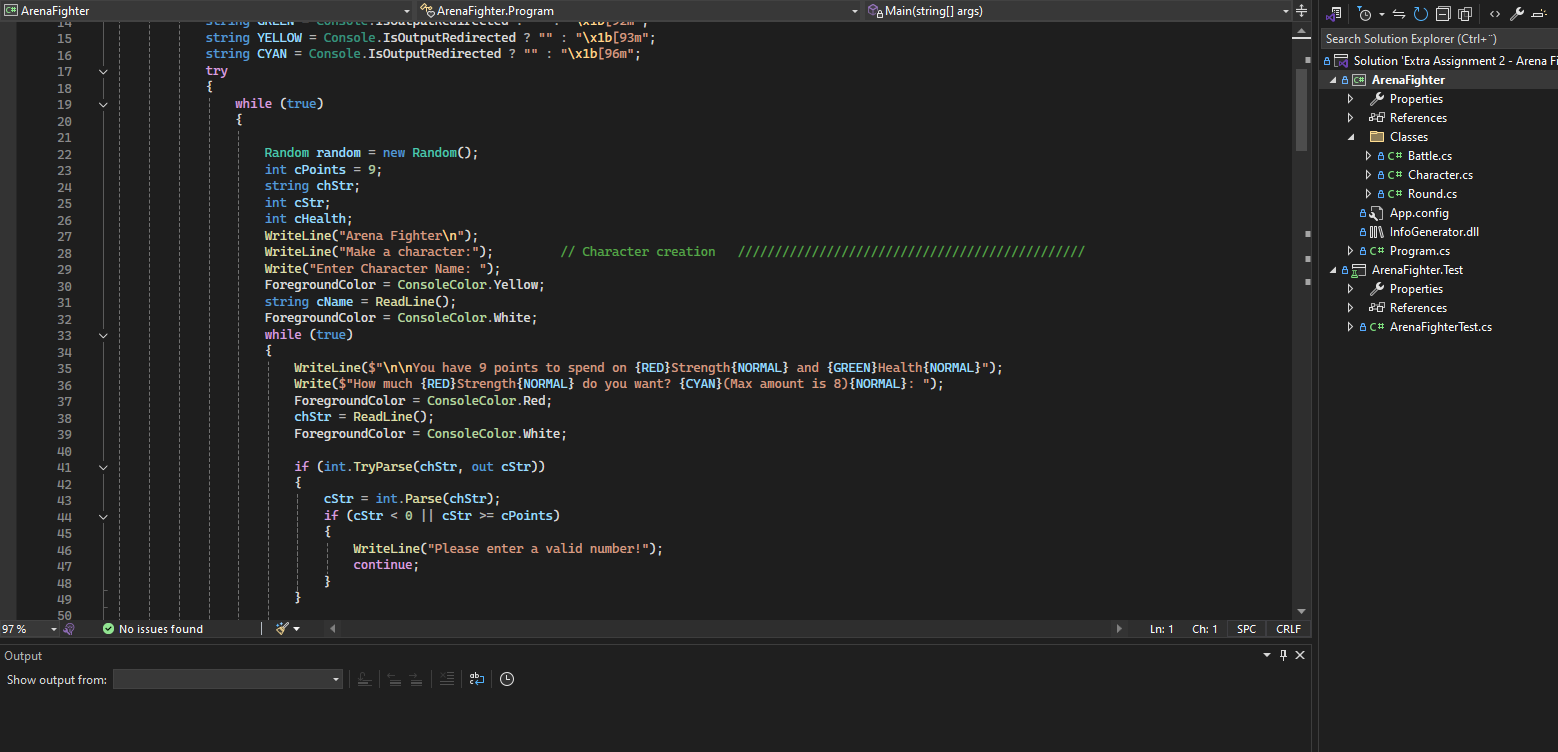 ArenaFighter
ArenaFighter.Program
Main(string[] args)
14 string GREEN = Console.IsOutputRedirected ? "" : "\x1b[92m";
15 string YELLOW = Console.IsOutputRedirected ? "" : "\x1b[93m";
16 string CYAN = Console.IsOutputRedirected ? "" : "\x1b[96m";
17 try
18 {
19 while (true)
20 {
21
22 Random random = new Random();
23 int cPoints = 9;
24 string chStr;
25 int cStr;
26 int cHealth;
27 WriteLine("Arena Fighter\n");
28 WriteLine("Make a character:"); // Character creation ///////////////////////////////////////////////
29 Write("Enter Character Name: ");
30 ForegroundColor = ConsoleColor.Yellow;
31 string cName = ReadLine();
32 ForegroundColor = ConsoleColor.White;
33 while (true)
34 {
35 WriteLine($"\n\nYou have 9 points to spend on {RED}Strength{NORMAL} and {GREEN}Health{NORMAL}");
36 Write($"How much {RED}Strength{NORMAL} do you want? {CYAN}(Max amount is 8){NORMAL}: ");
37 ForegroundColor = ConsoleColor.Red;
38 chStr = ReadLine();
39 ForegroundColor = ConsoleColor.White;
40
41 if (int.TryParse(chStr, out cStr))
42 {
43 cStr = int.Parse(chStr);
44 if (cStr < 0 || cStr >= cPoints)
45 {
46 WriteLine("Please enter a valid number!");
47 continue;
48 }
49 }
50
97 %
No issues found
Ln: 1
Ch: 1
SPC
CRLF
Output
Show output from:
Search Solution Explorer (Ctrl+¨)
Solution 'Extra Assignment 2 - Arena Fi
C# ArenaFighter
Properties
References
Classes
C# Battle.cs
C# Character.cs
C# Round.cs
App.config
InfoGenerator.dll
C# Program.cs
ArenaFighter.Test
Properties
References
C# ArenaFighterTest.cs